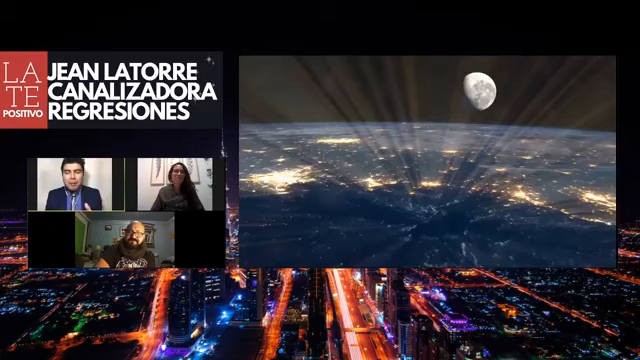 LA
TE
POSITIVO
JEAN LATORRE
CANALIZADORA
REGRESIONES